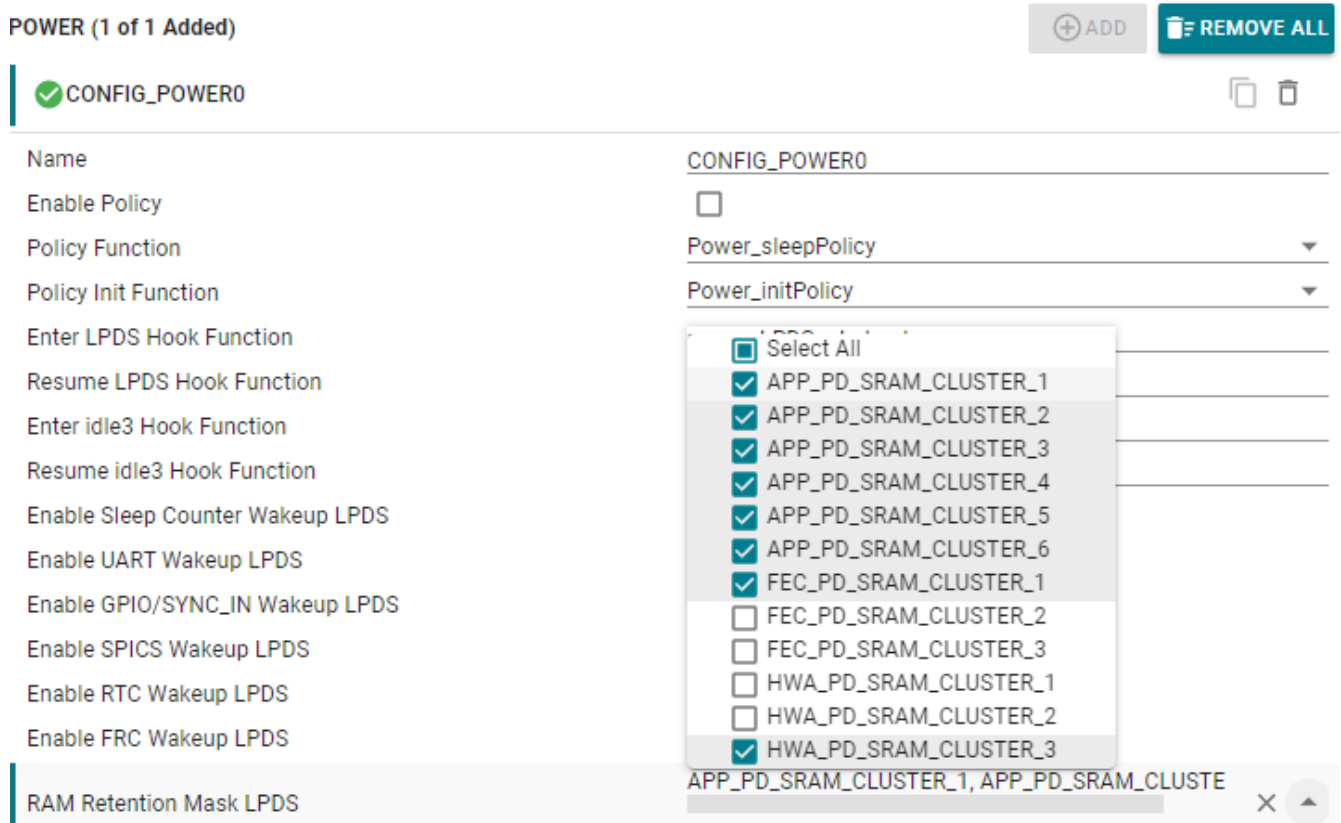 POWER (1 of 1 Added)
ADD
REMOVE ALL
CONFIG_POWER0
Name
CONFIG_POWER0
Enable Policy
Policy Function
Power_sleepPolicy
Policy Init Function
Power_initPolicy
Enter LPDS Hook Function
Resume LPDS Hook Function
Enter idle3 Hook Function
Resume idle3 Hook Function
Enable Sleep Counter Wakeup LPDS
Enable UART Wakeup LPDS
Enable GPIO/SYNC_IN Wakeup LPDS
Enable SPICS Wakeup LPDS
Enable RTC Wakeup LPDS
Enable FRC Wakeup LPDS
Select All
APP_PD_SRAM_CLUSTER_1
APP_PD_SRAM_CLUSTER_2
APP_PD_SRAM_CLUSTER_3
APP_PD_SRAM_CLUSTER_4
APP_PD_SRAM_CLUSTER_5
APP_PD_SRAM_CLUSTER_6
FEC_PD_SRAM_CLUSTER_1
FEC_PD_SRAM_CLUSTER_2
FEC_PD_SRAM_CLUSTER_3
HWA_PD_SRAM_CLUSTER_1
HWA_PD_SRAM_CLUSTER_2
HWA_PD_SRAM_CLUSTER_3
RAM Retention Mask LPDS
APP_PD_SRAM_CLUSTER_1, APP_PD_SRAM_CLUSTE